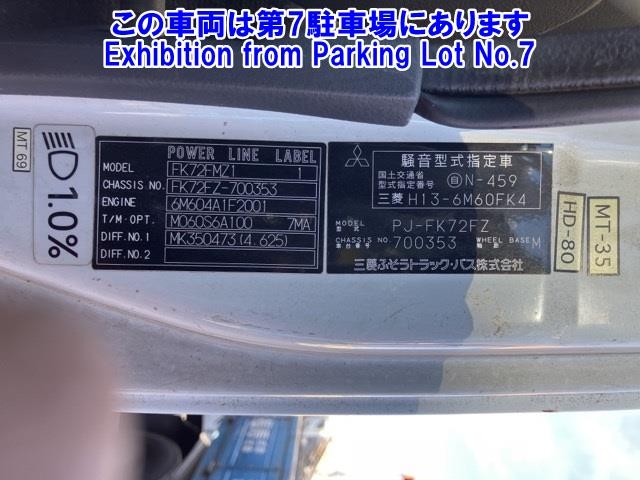 この車両は第7駐車場にあります
Exhibition from Parking Lot No.7
MT 69
1.0%
POWER LINE LABEL
MODEL FK72FMZ1 1
CHASSIS NO. FK72FZ-700353
ENGINE 6M604A1F2001
T/M-OPT. M060S6A100 7MA
DIFF. NO.1 MK350473(4.625)
DIFF. NO.2
騒音型式指定車
国土交通省
型式指定番号 自 N-459
三菱 H13-6M60FK4
MODEL
型式 PJ-FK72FZ
CHASSIS NO.
車台番号 700353 WHEEL BASE
軸距 M
三菱ふそうトラック・バス株式会社
HD-80
MT-35